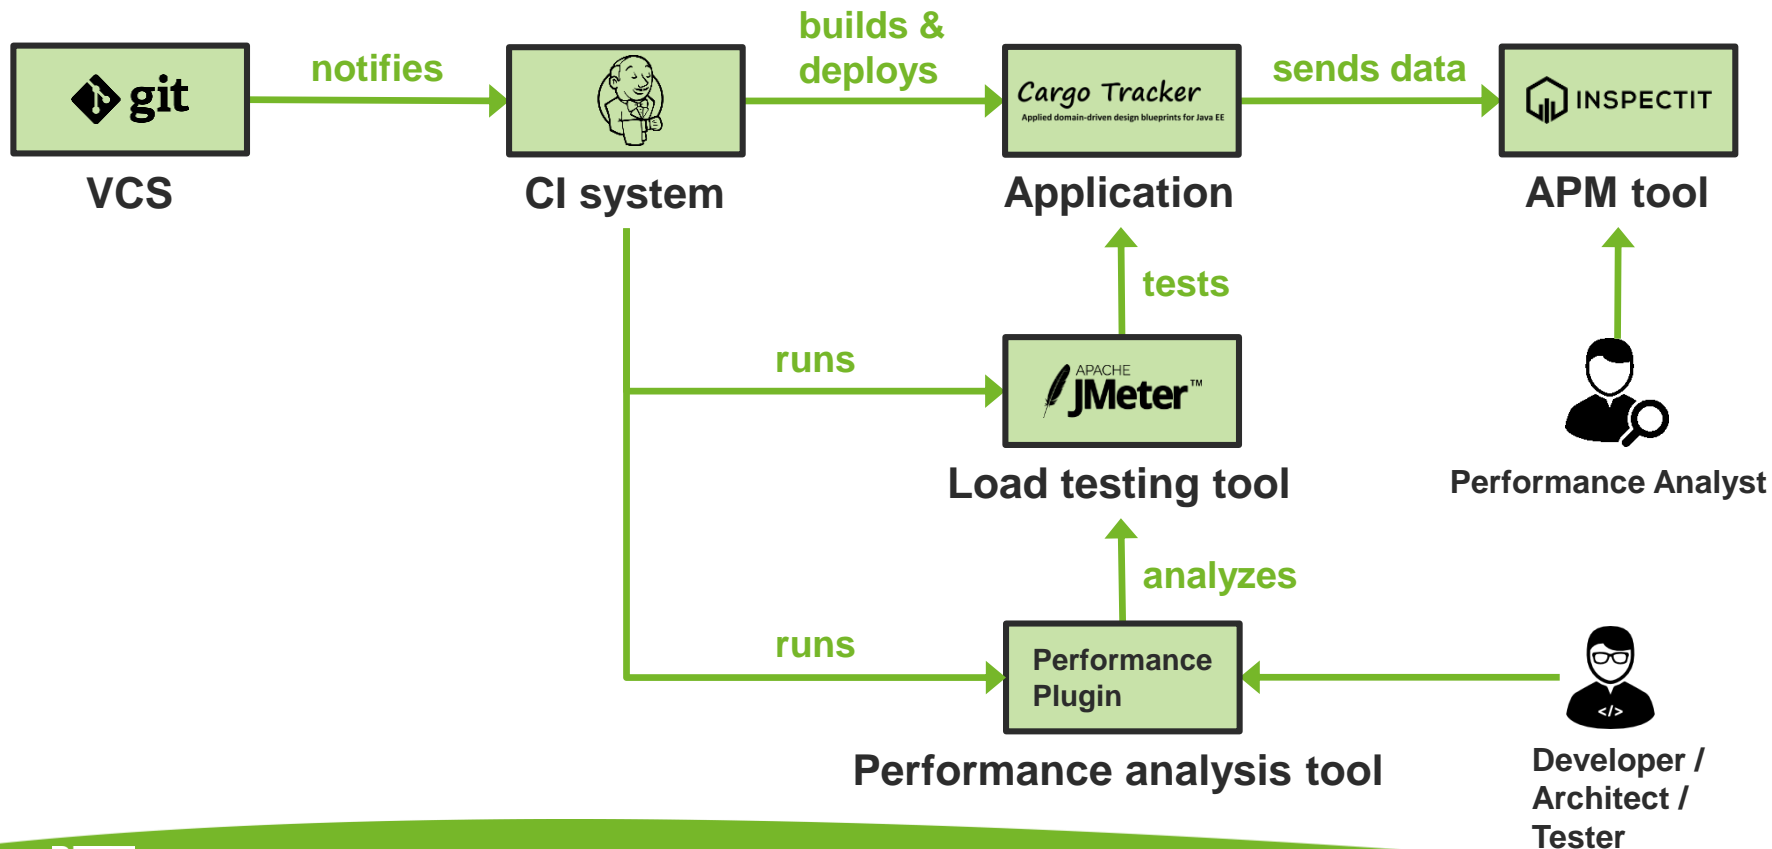 builds &
deploys
notifies
sends data
git
Cargo Tracker
Applied domain-driven design blueprints for Java EE
INSPECTIT
VCS
CI system
Application
APM tool
tests
runs
APACHE
JMeter™
Load testing tool
Performance Analyst
analyzes
runs
Performance
Plugin
</>
Performance analysis tool
Developer /
Architect /
Tester